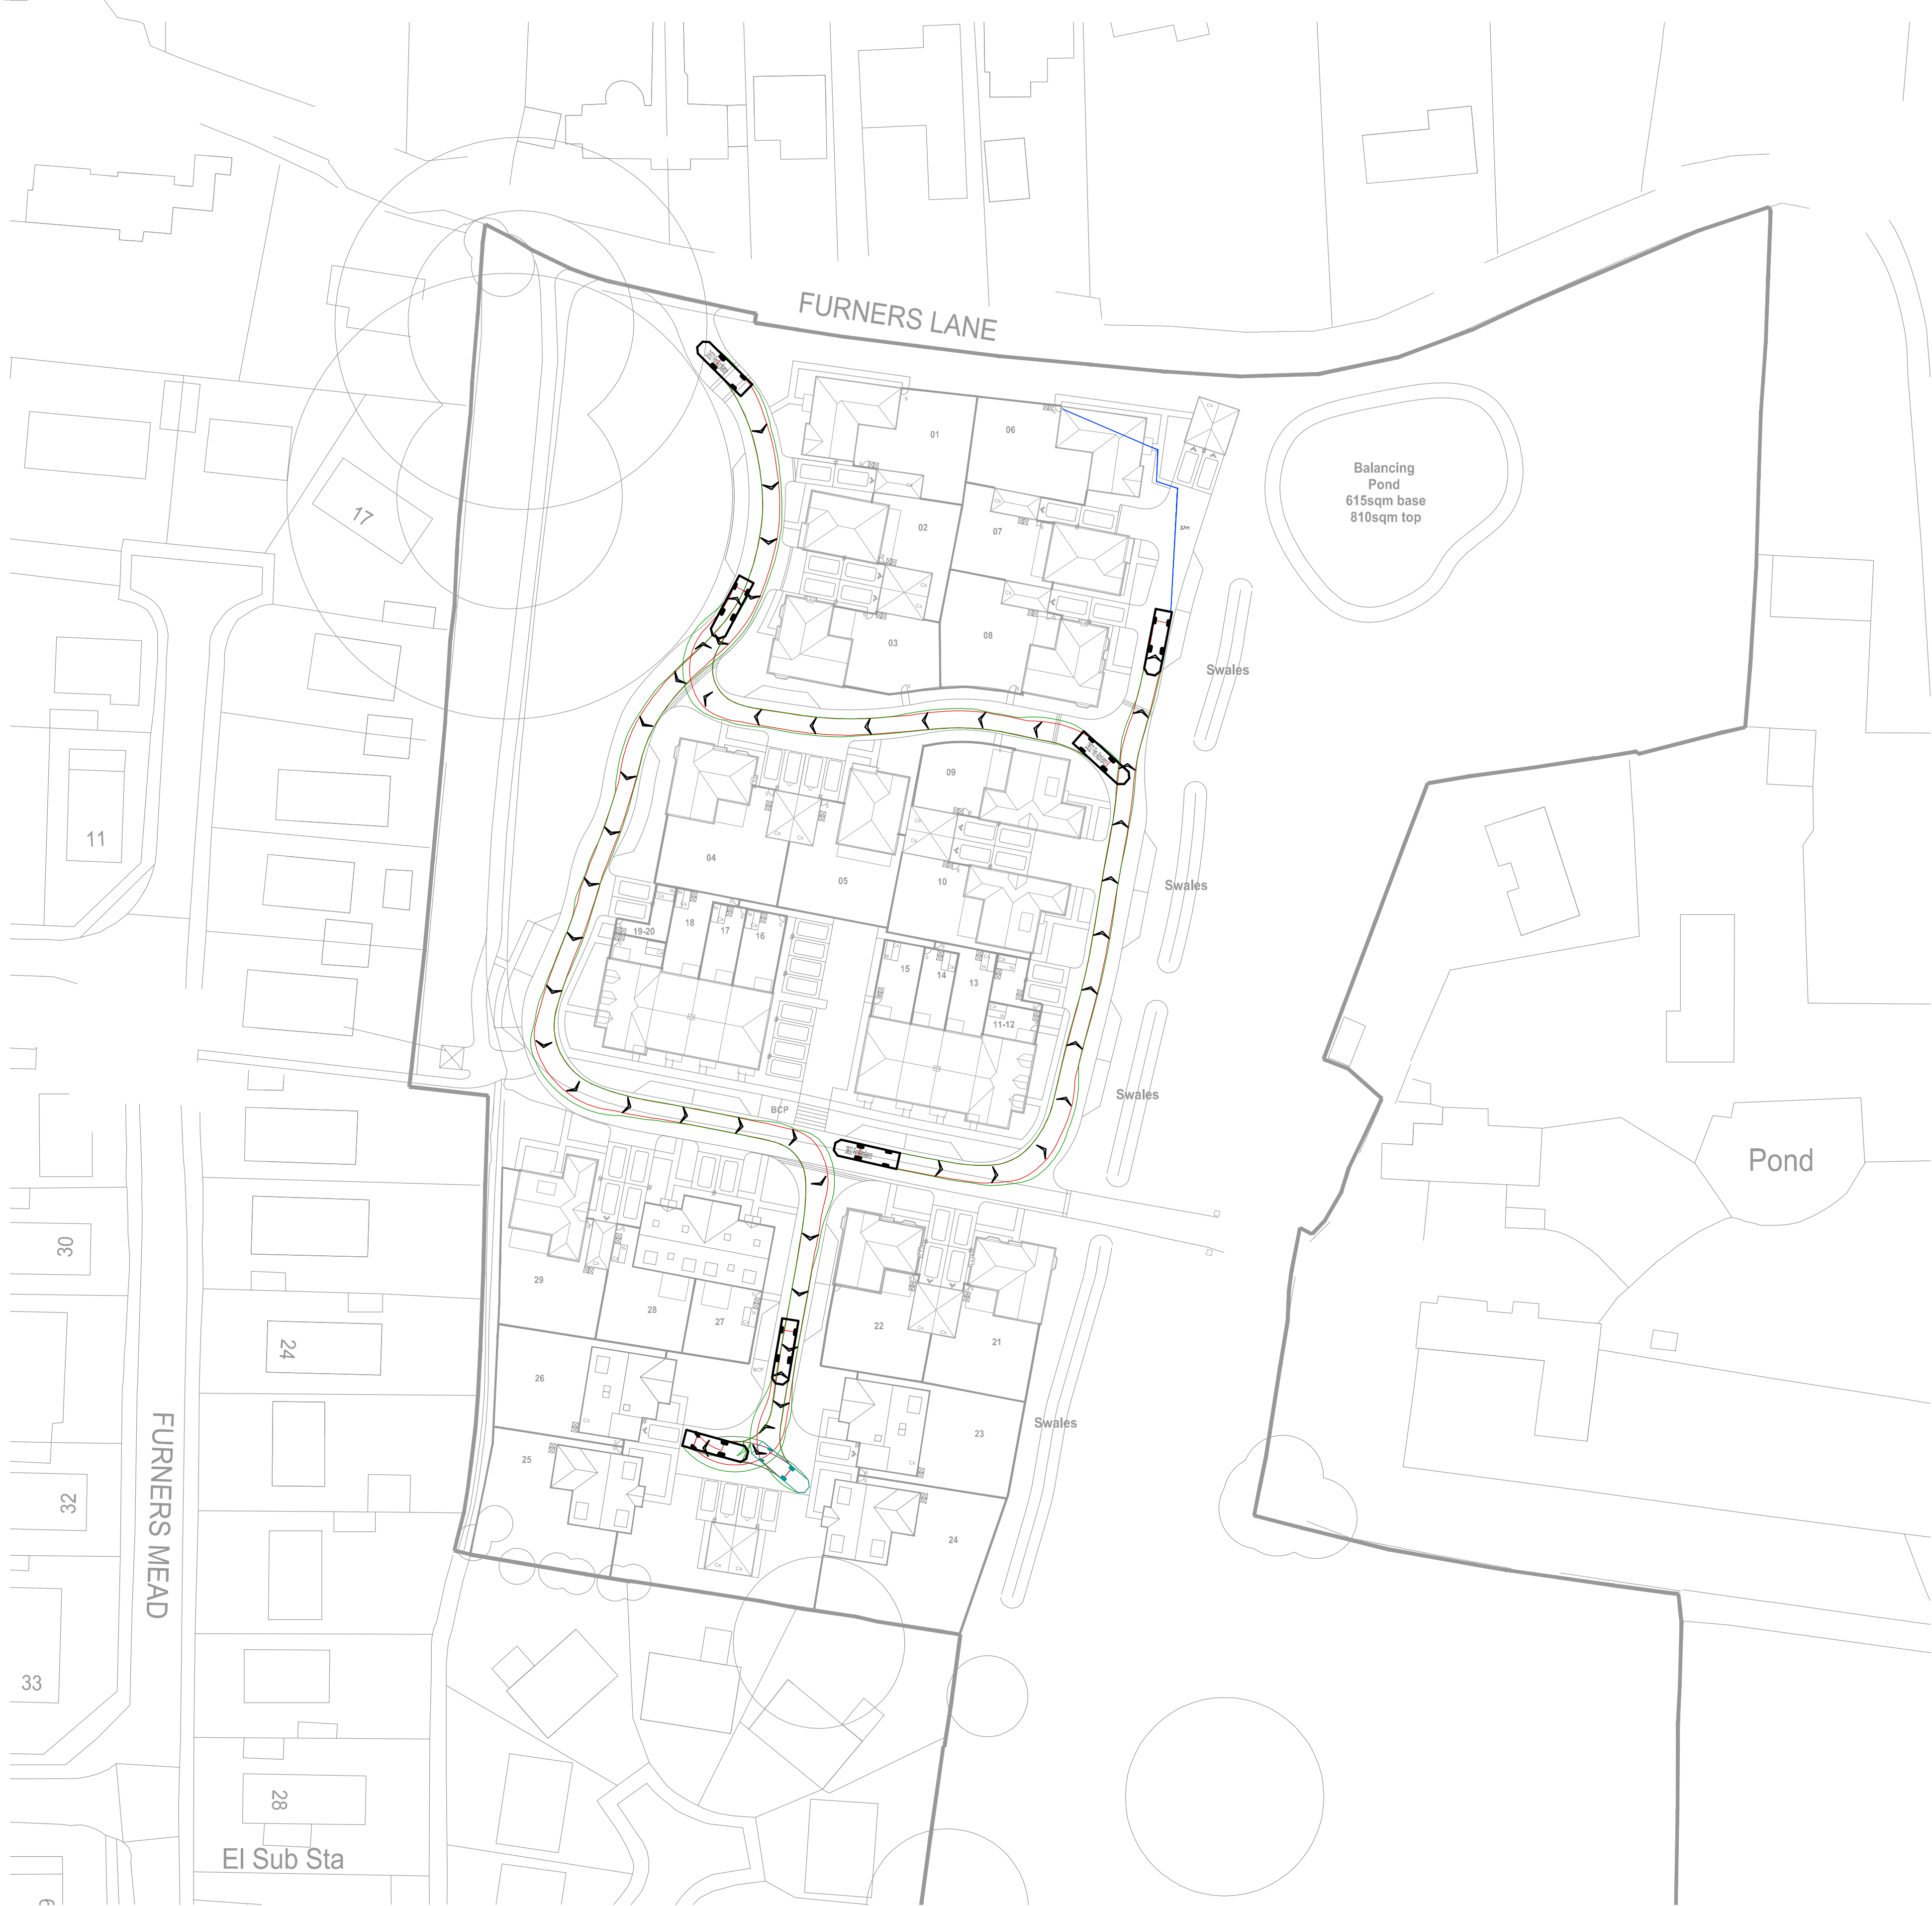 FURNERS LANE
01
06
Balancing
Pond
615sqm base
810sqm top
17
02
07
37m
03
08
Swales
09
11
04
05
10
Swales
19-20
18
17
16
15
14
13
11-12
Swales
BCP
Pond
30
29
28
27
22
21
24
BCP
26
25
23
Swales
FURNERS MEAD
32
24
33
28
El Sub Sta